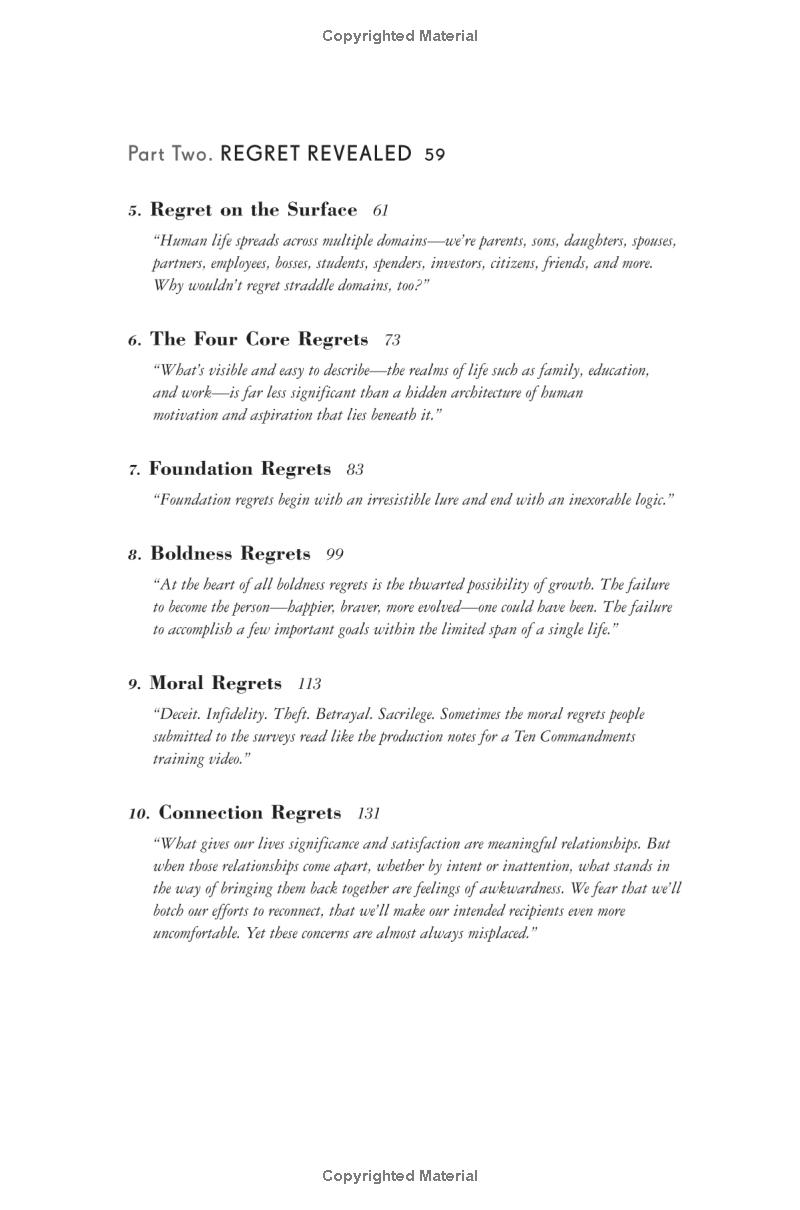 Copyrighted Material
Part Two. REGRET REVEALED 59
5. Regret on the Surface 61
“Human life spreads across multiple domains—we’re parents, sons, daughters, spouses,
partners, employees, bosses, students, spenders, investors, citizens, friends, and more.
Why wouldn’t regret straddle domains, too?”
6. The Four Core Regrets 73
“What’s visible and easy to describe—the realms of life such as family, education,
and work—is far less significant than a hidden architecture of human
motivation and aspiration that lies beneath it.”
7. Foundation Regrets 83
“Foundation regrets begin with an irresistible lure and end with an inexorable logic.”
8. Boldness Regrets 99
“At the heart of all boldness regrets is the thwarted possibility of growth. The failure
to become the person—happier, braver, more evolved—one could have been. The failure
to accomplish a few important goals within the limited span of a single life.”
9. Moral Regrets 113
“Deceit. Infidelity. Theft. Betrayal. Sacrilege. Sometimes the moral regrets people
submitted to the surveys read like the production notes for a Ten Commandments
training video.”
10. Connection Regrets 131
“What gives our lives significance and satisfaction are meaningful relationships. But
when those relationships come apart, whether by intent or inattention, what stands in
the way of bringing them back together are feelings of awkwardness. We fear that we’ll
botch our efforts to reconnect, that we’ll make our intended recipients even more
uncomfortable. Yet these concerns are almost always misplaced.”
Copyrighted Material